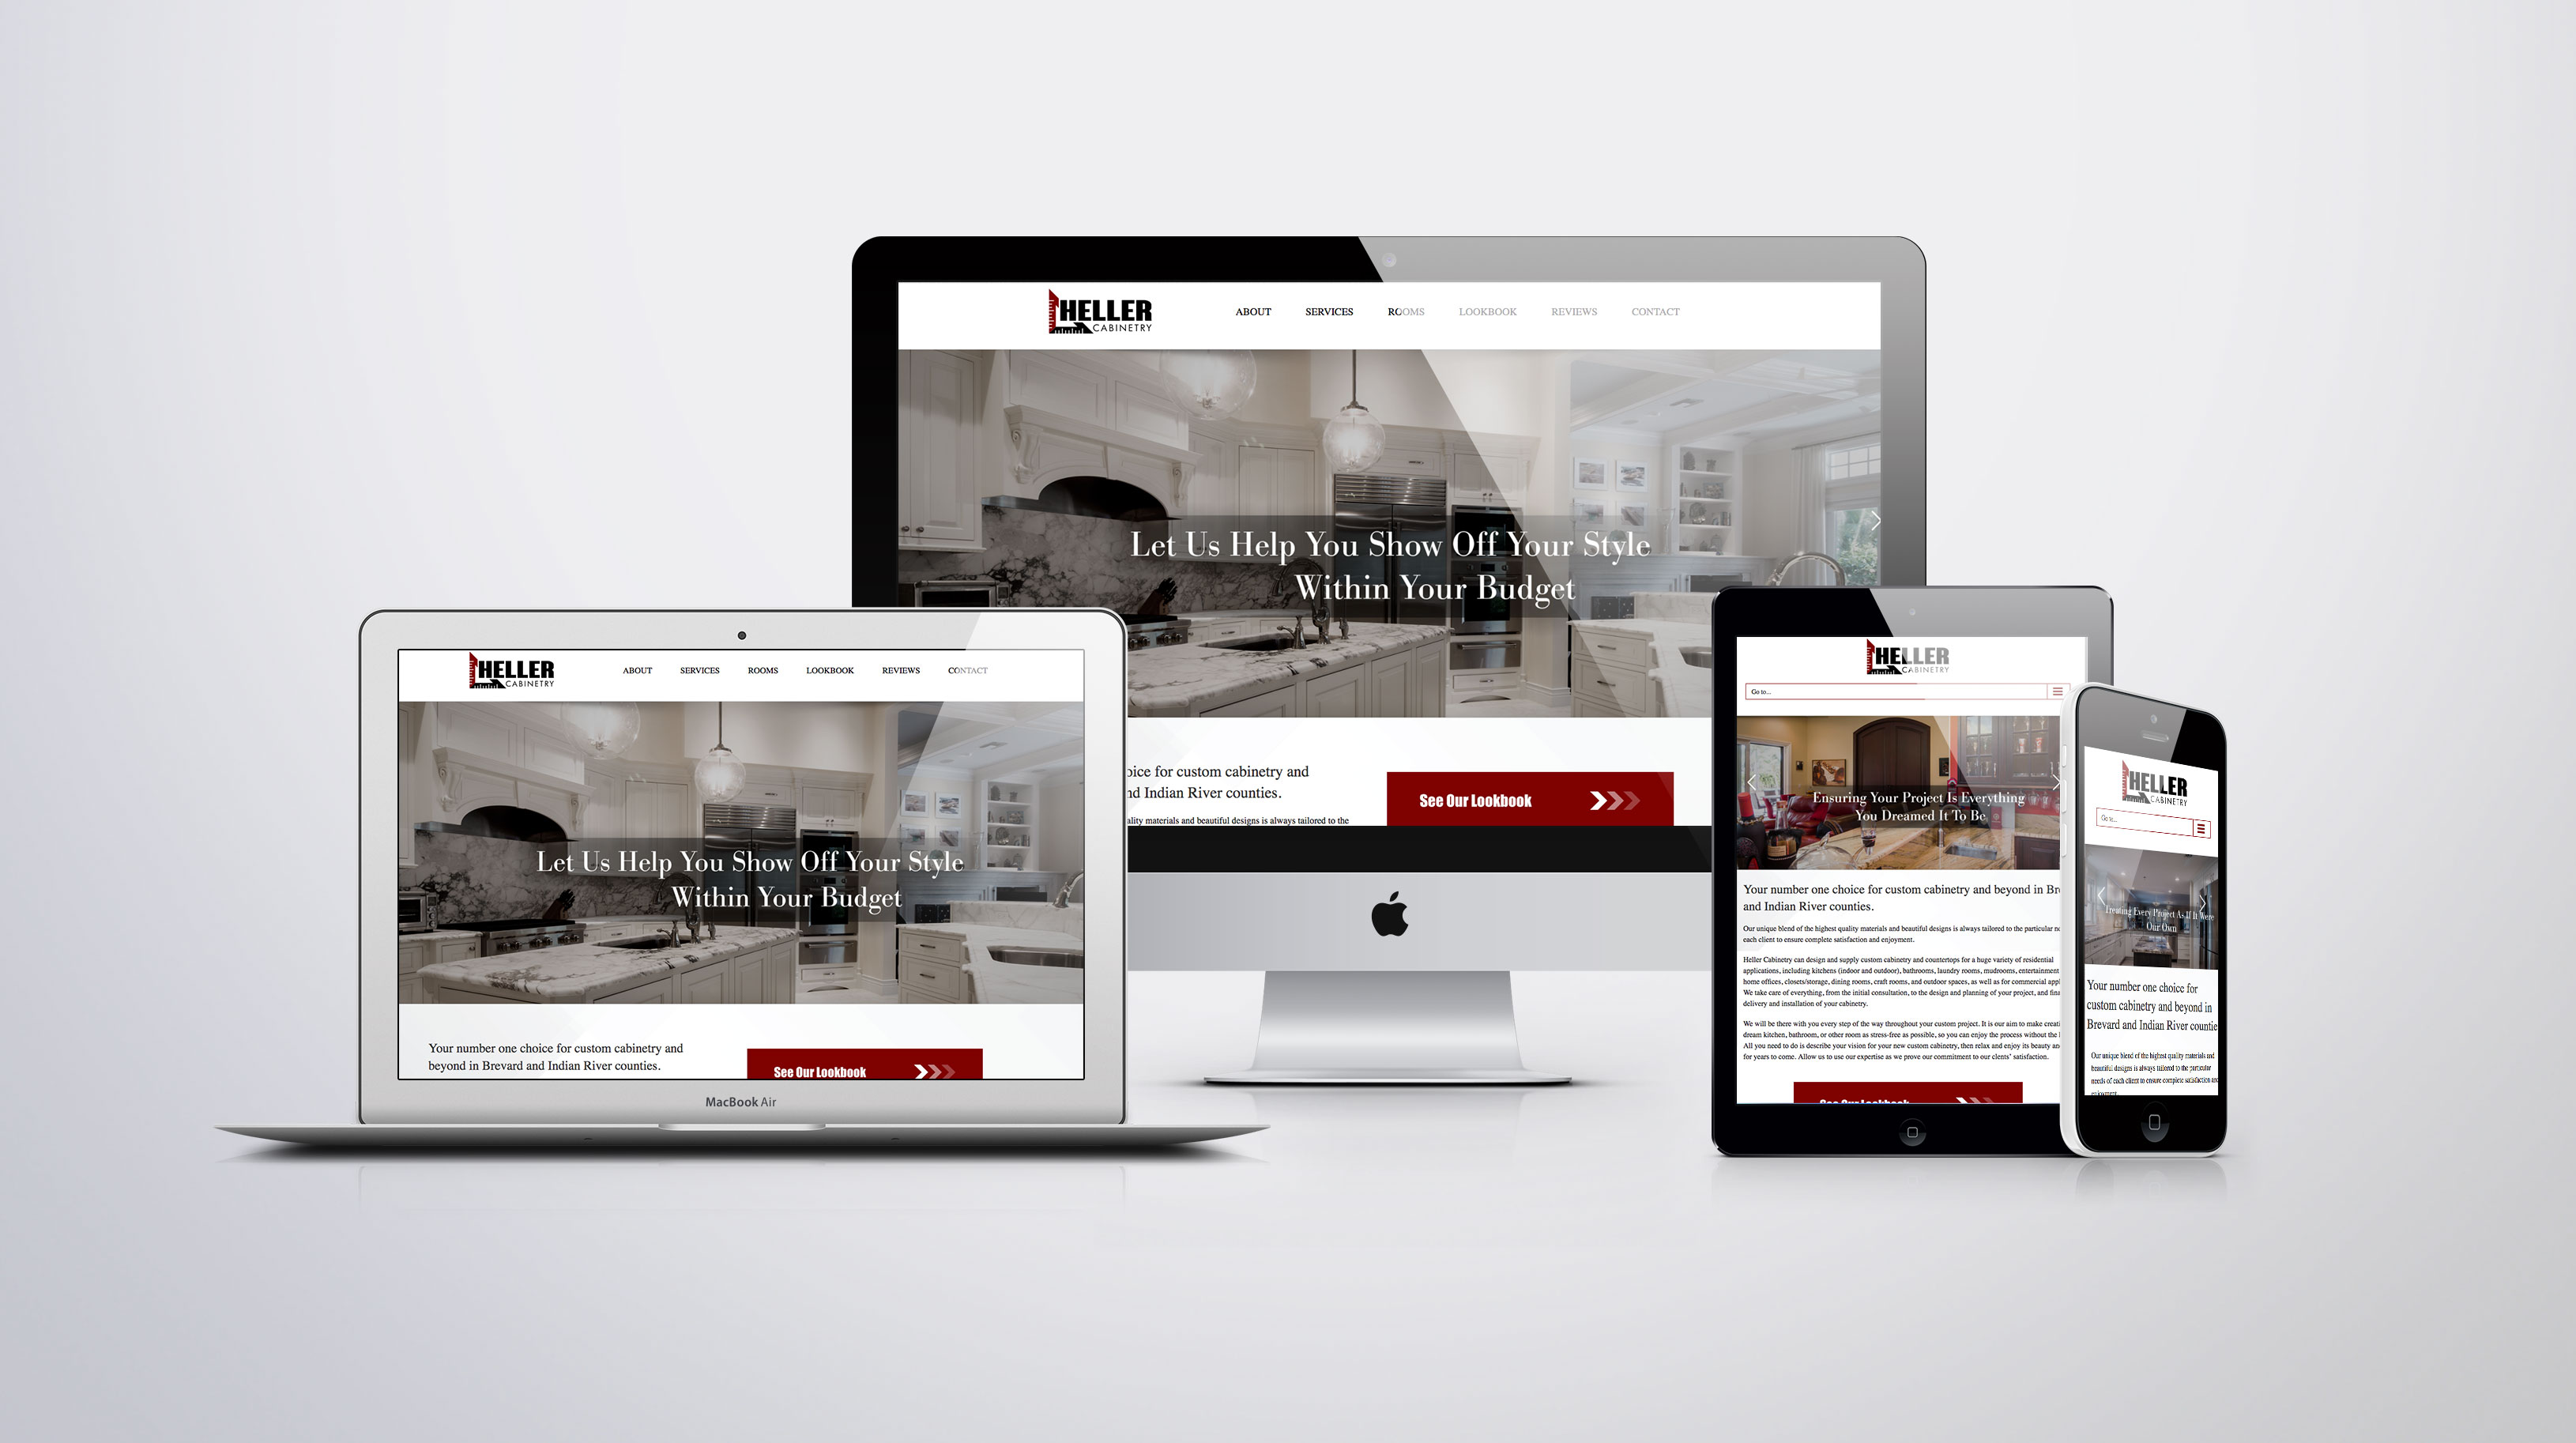 HELLER
CABINETRY
ABOUT SERVICES ROOMS LOOKBOOK REVIEWS CONTACT
Let Us Help You Show Off Your Style
Within Your Budget
oice for custom cabinetry and
nd Indian River counties.
ality materials and beautiful designs is always tailored to the
See Our Lookbook
HELLER
CABINETRY
ABOUT SERVICES ROOMS LOOKBOOK REVIEWS CONTACT
Let Us Help You Show Off Your Style
Within Your Budget
Your number one choice for custom cabinetry and
beyond in Brevard and Indian River counties.
See Our Lookbook
MacBook Air
HELLER
CABINETRY
Go to...
Ensuring Your Project Is Everything
You Dreamed It To Be
Your number one choice for custom cabinetry and beyond in Bre
and Indian River counties.
Our unique blend of the highest quality materials and beautiful designs is always tailored to the particular ne
each client to ensure complete satisfaction and enjoyment.
Heller Cabinetry can design and supply custom cabinetry and countertops for a huge variety of residential
applications, including kitchens (indoor and outdoor), bathrooms, laundry rooms, mudrooms, entertainment
home offices, closets/storage, dining rooms, craft rooms, and outdoor spaces, as well as for commercial appl
We take care of everything, from the initial consultation, to the design and planning of your project, and fina
delivery and installation of your cabinetry.
We will be there with you every step of the way throughout your custom project. It is our aim to make creati
dream kitchen, bathroom, or other room as stress-free as possible, so you can enjoy the process without the
All you need to do is describe your vision for your new custom cabinetry, then relax and enjoy its beauty an
for years to come. Allow us to use our expertise as we prove our commitment to our clents' satisfaction.
See Our Lookbook
HELLER
CABINETRY
Go to...
Treating Every Project As If It Were
Our Own
Your number one choice for
custom cabinetry and beyond in
Brevard and Indian River countie
Our unique blend of the highest quality materials and
beautiful designs is always tailored to the particular
needs of each client to ensure complete satisfaction and
enjoyment.